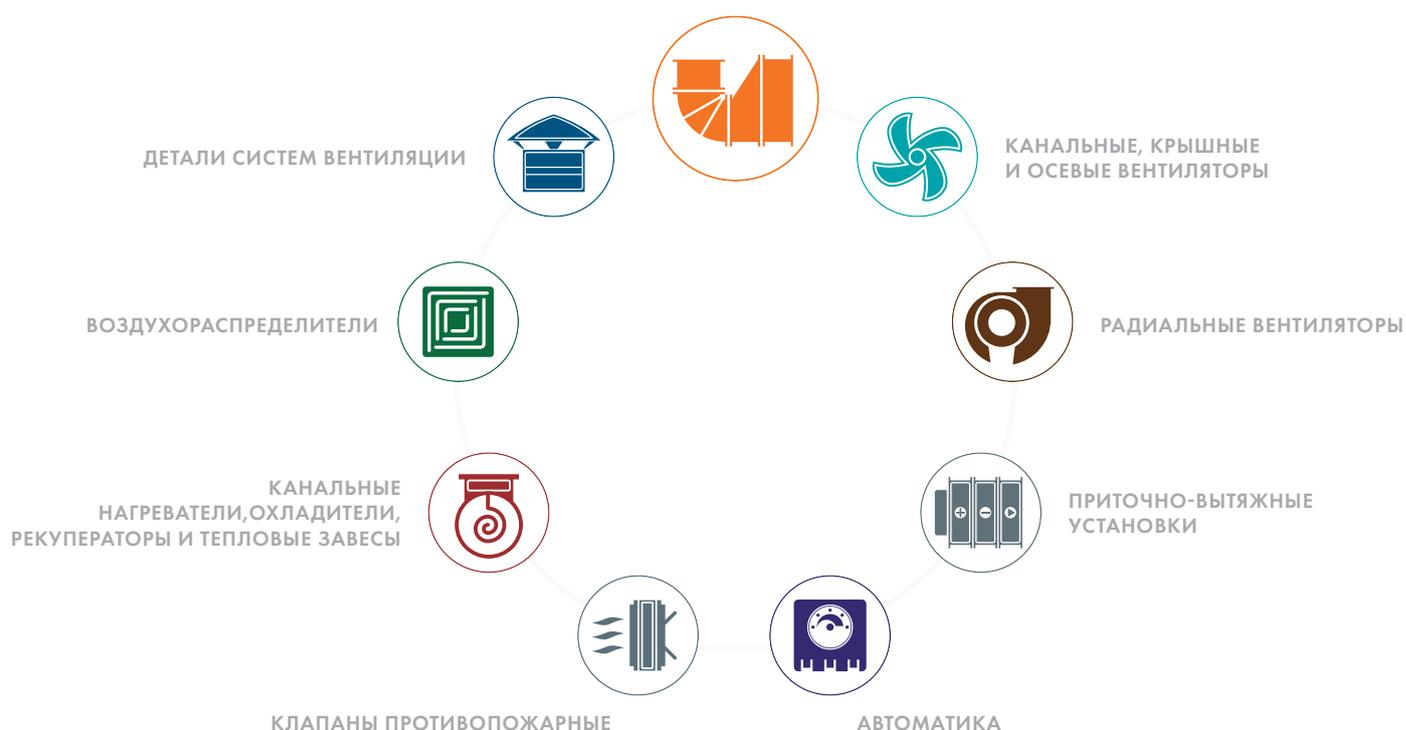 ДЕТАЛИ СИСТЕМ ВЕНТИЛЯЦИИ
КАНАЛЬНЫЕ, КРЫШНЫЕ
И ОСЕВЫЕ ВЕНТИЛЯТОРЫ
ВОЗДУХОРАСПРЕДЕЛИТЕЛИ
РАДИАЛЬНЫЕ ВЕНТИЛЯТОРЫ
КАНАЛЬНЫЕ
НАГРЕВАТЕЛИ,ОХЛАДИТЕЛИ,
РЕКУПЕРАТОРЫ И ТЕПЛОВЫЕ ЗАВЕСЫ
ПРИТОЧНО-ВЫТЯЖНЫЕ
УСТАНОВКИ
КЛАПАНЫ ПРОТИВОПОЖАРНЫЕ
АВТОМАТИКА